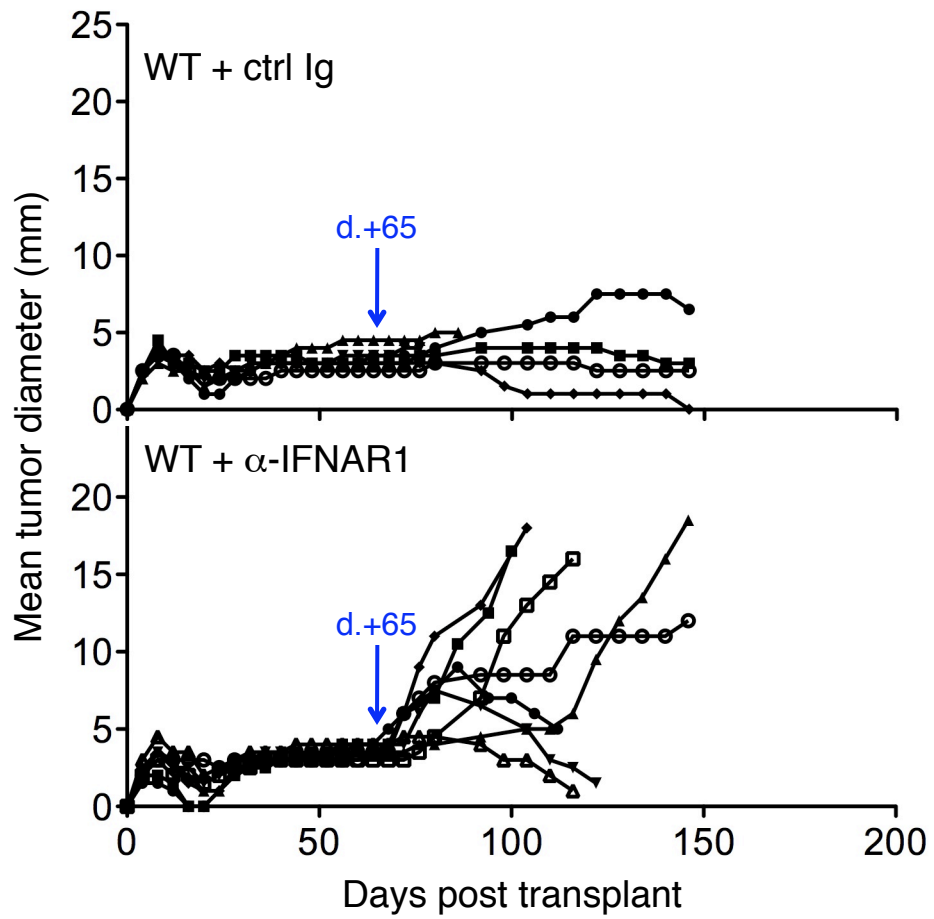 25
WT + ctrl Ig
20
15
d.+65
10
5
0
Mean tumor diameter (mm)
WT + α-IFNAR1
20
15
d.+65
10
5
0
0 50 100 150 200
Days post transplant